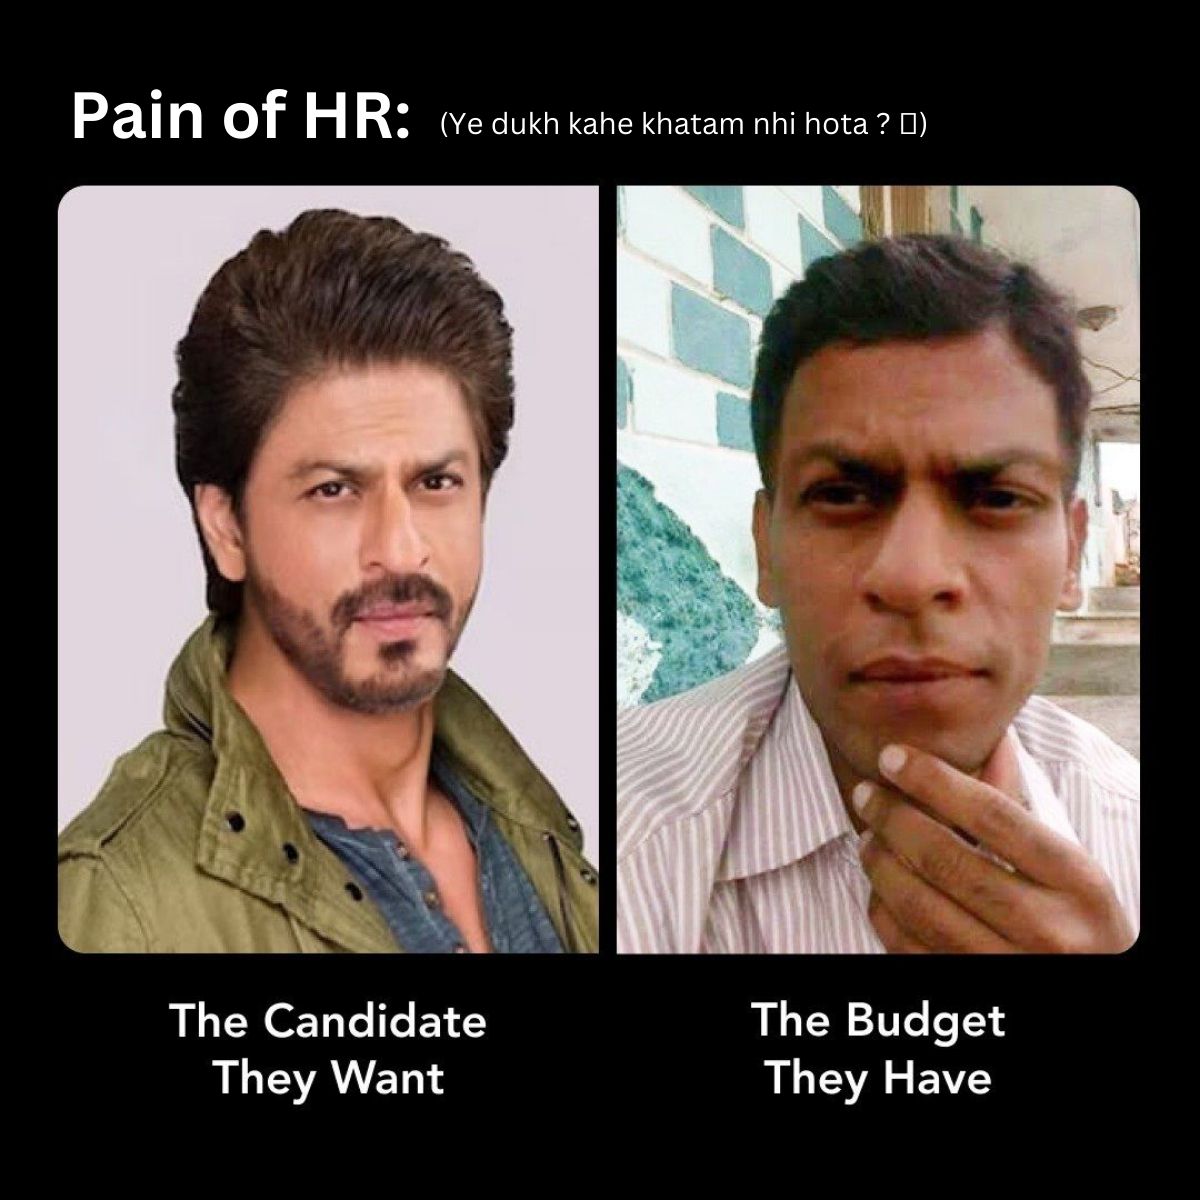 Pain of HR: (Ye dukh kahe khatam nhi hota ? )
The Candidate
They Want
The Budget
They Have